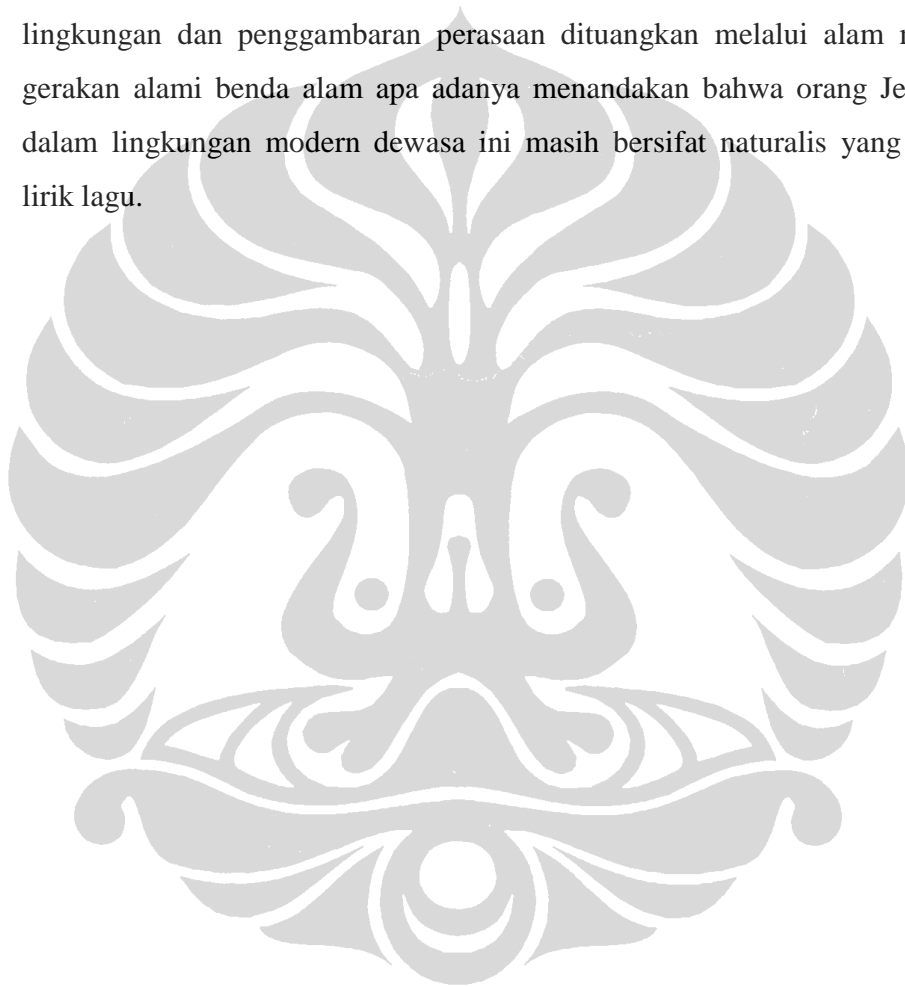 lingkungan dan penggambaran perasaan dituangkan melalui alam
gerakan alami benda alam apa adanya menandakan bahwa orang
dalam lingkungan modern dewasa ini masih bersifat naturalis yang
lirik lagu.